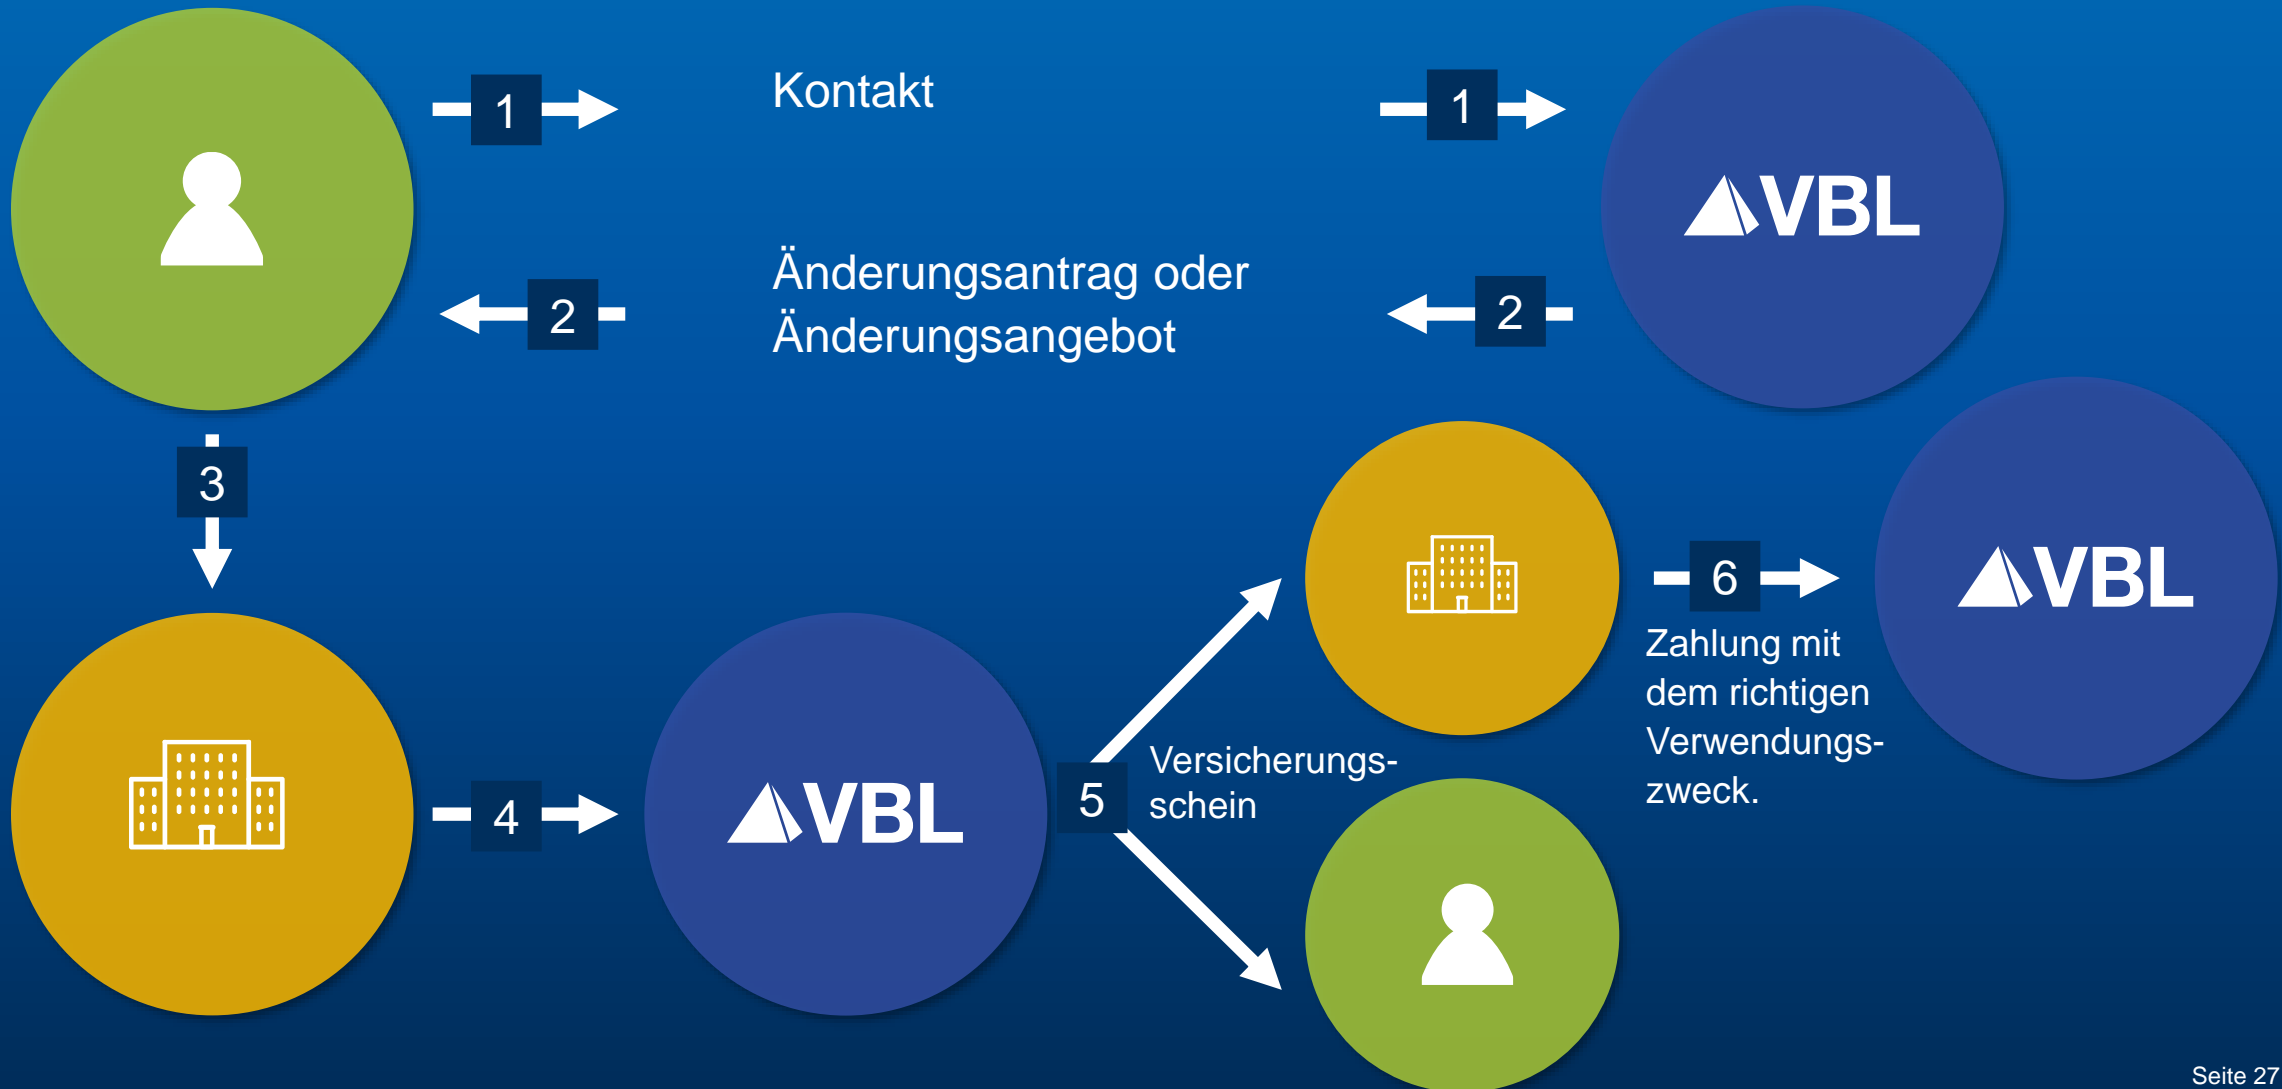 1
Kontakt
1
VBL
2
Änderungsantrag oder
Änderungsangebot
2
3
6
VBL
Zahlung mit
dem richtigen
Verwendungs-
zweck.
4
VBL
5
Versicherungs-
schein
Seite 27